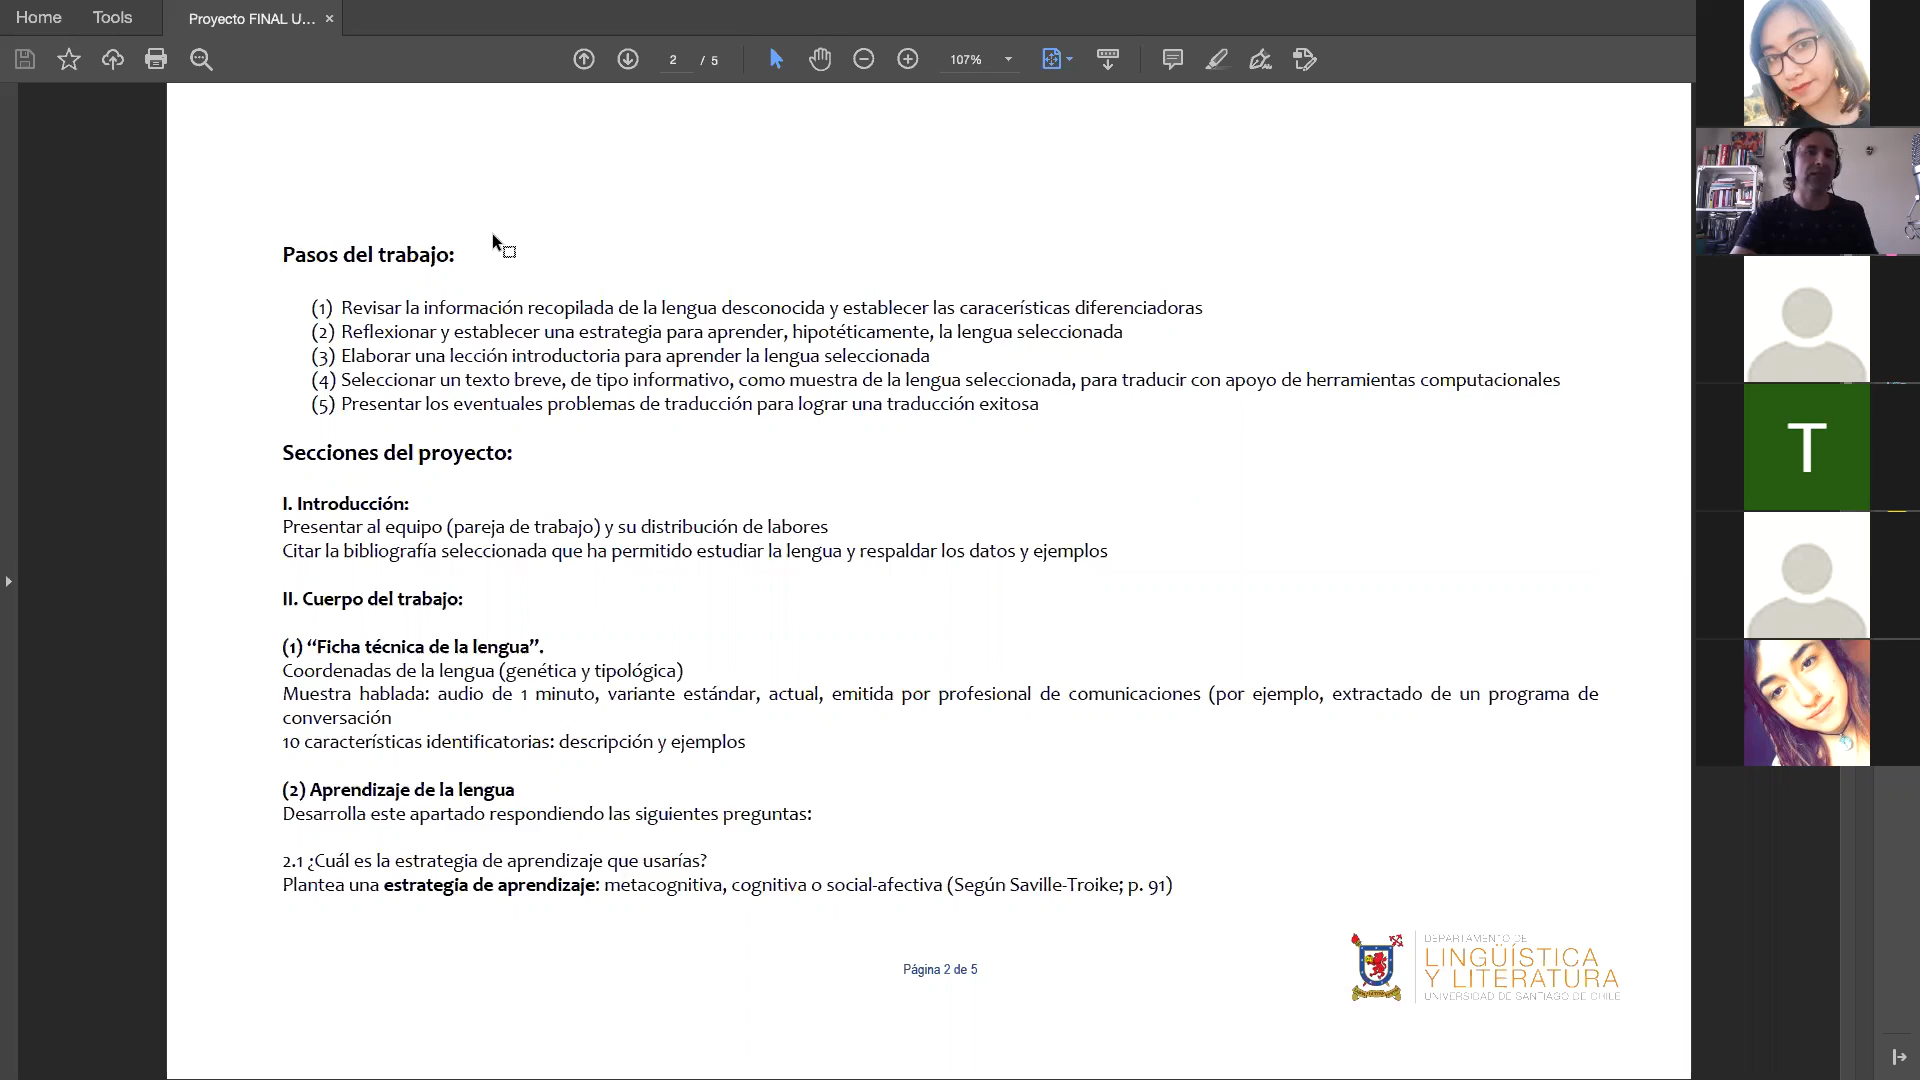 Home Tools Proyecto FINAL U... ×
2 / 5 107%
Pasos del trabajo:
(1) Revisar la información recopilada de la lengua desconocida y establecer las caracerísticas diferenciadoras
(2) Reflexionar y establecer una estrategia para aprender, hipotéticamente, la lengua seleccionada
(3) Elaborar una lección introductoria para aprender la lengua seleccionada
(4) Seleccionar un texto breve, de tipo informativo, como muestra de la lengua seleccionada, para traducir con apoyo de herramientas computacionales
(5) Presentar los eventuales problemas de traducción para lograr una traducción exitosa
Secciones del proyecto:
I. Introducción:
Presentar al equipo (pareja de trabajo) y su distribución de labores
Citar la bibliografía seleccionada que ha permitido estudiar la lengua y respaldar los datos y ejemplos
II. Cuerpo del trabajo:
(1) “Ficha técnica de la lengua”.
Coordenadas de la lengua (genética y tipológica)
Muestra hablada: audio de 1 minuto, variante estándar, actual, emitida por profesional de comunicaciones (por ejemplo, extractado de un programa de
conversación
10 características identificatorias: descripción y ejemplos
(2) Aprendizaje de la lengua
Desarrolla este apartado respondiendo las siguientes preguntas:
2.1 ¿Cuál es la estrategia de aprendizaje que usarías?
Plantea una estrategia de aprendizaje: metacognitiva, cognitiva o social-afectiva (Según Saville-Troike; p. 91)
Página 2 de 5
DEPARTAMENTO DE
LINGÜÍSTICA
Y LITERATURA
UNIVERSIDAD DE SANTIAGO DE CHILE
T